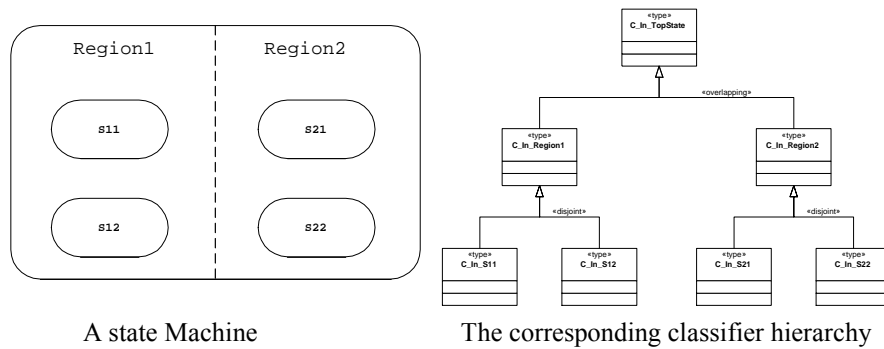 Region1
Region2
S11
S21
S12
S22
«type»
C_In_TopState
«overlapping»
«type»
C_In_Region1
«type»
C_In_Region2
«disjoint»
«disjoint»
«type»
C_In_S11
«type»
C_In_S12
«type»
C_In_S21
«type»
C_In_S22
A state Machine
The corresponding classifier hierarchy